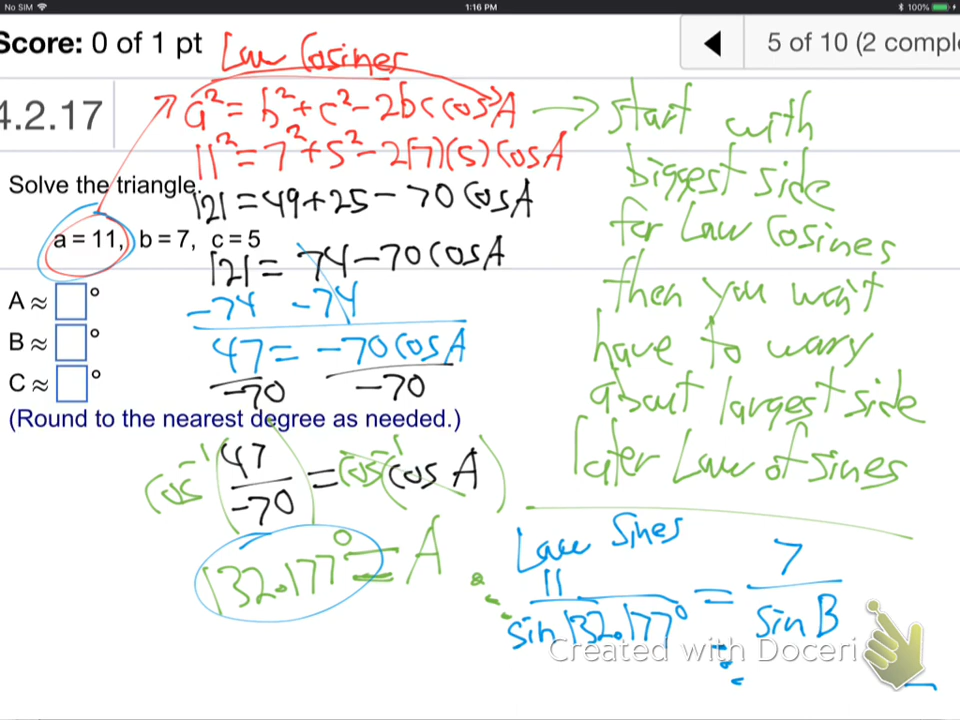 No SIM
1:16 PM
100%
Score: 0 of 1 pt
5 of 10 (2 comple
4.2.17
Law Cosines
a² = b² + c² - 2bc cos A
11² = 7² + 5² - 2(7)(5) cos A
Solve the triangle.
121 = 49 + 25 - 70 cos A
a = 11, b = 7, c = 5
121 = 74 - 70 cos A
-74 -74
A ≈ °
47 = -70 cos A
B ≈ °
-70 -70
C ≈ °
(Round to the nearest degree as needed.)
cos⁻¹(47/-70) = cos⁻¹(cos A)
132.177° = A
start with
biggest side
for Law Cosines
then you won't
have to wary
about largest side
later Law of sines
Law Sines
11/sin 132.177° = 7/sin B
Created with Doceri